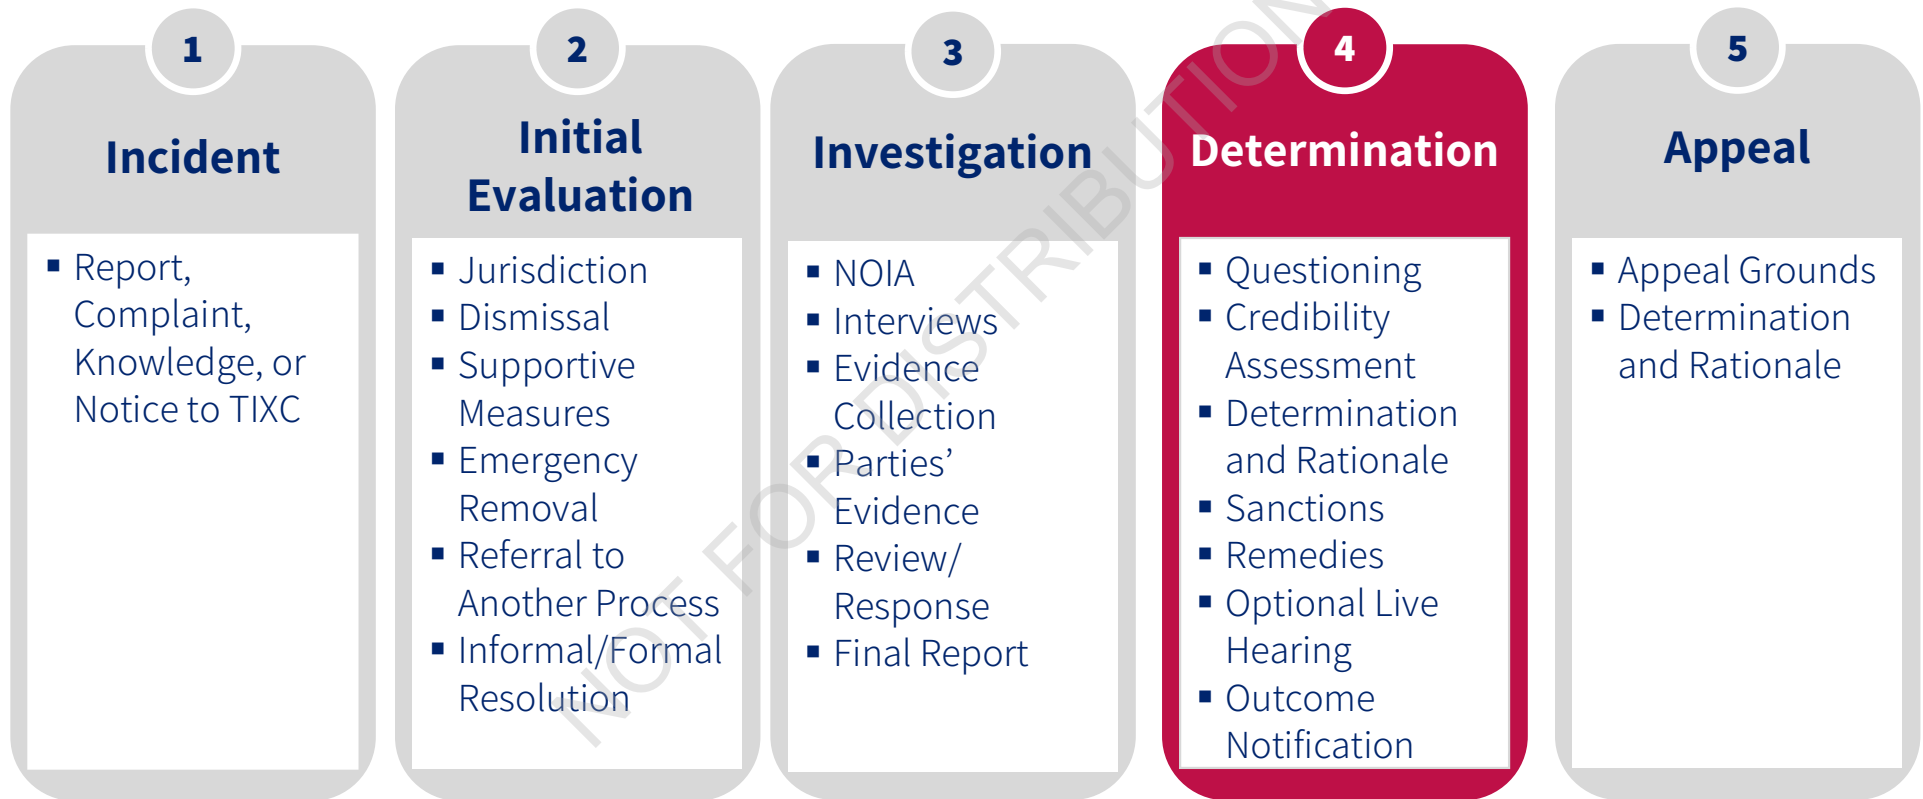 1
Incident
▪ Report,
Complaint,
Knowledge, or
Notice to TIXC
2
Initial
Evaluation
▪ Jurisdiction
▪ Dismissal
▪ Supportive
Measures
▪ Emergency
Removal
▪ Referral to
Another Process
▪ Informal/Formal
Resolution
3
Investigation
▪ NOIA
▪ Interviews
▪ Evidence
Collection
▪ Parties’
Evidence
▪ Review/
Response
▪ Final Report
4
Determination
▪ Questioning
▪ Credibility
Assessment
▪ Determination
and Rationale
▪ Sanctions
▪ Remedies
▪ Optional Live
Hearing
▪ Outcome
Notification
5
Appeal
▪ Appeal Grounds
▪ Determination
and Rationale
NOT FOR DISTRIBUTION